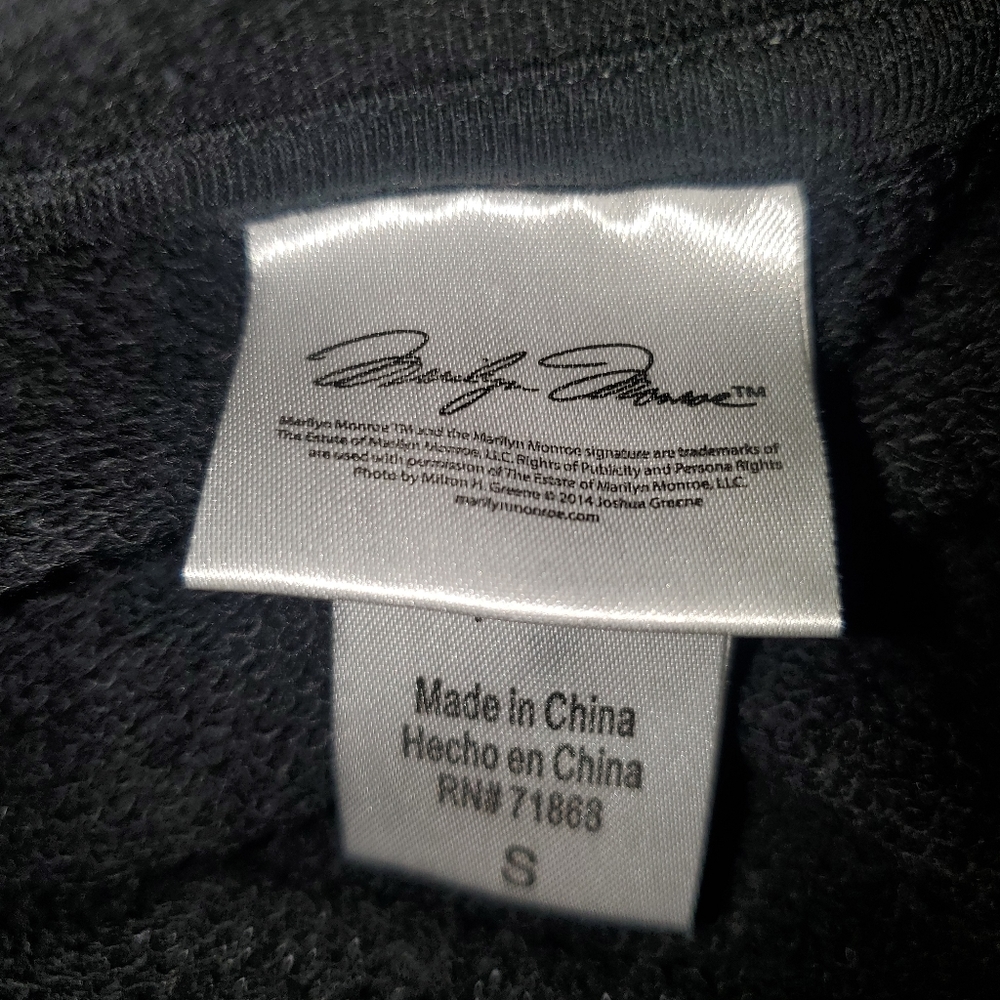 Marilyn Monroe™
Marilyn Monroe TM and the Marilyn Monroe signature are trademarks of
The Estate of Marilyn Monroe, LLC. Rights of Publicity and Persona Rights
are used with permission of The Estate of Marilyn Monroe, LLC.
Photo by Milton H. Greene © 2014 Joshua Greene
marilynmonroe.com
Made in China
Hecho en China
RN# 71868
S